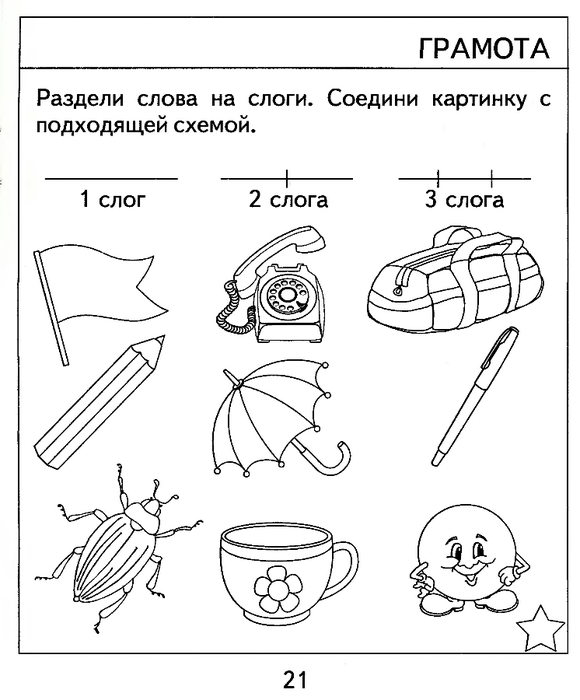 ГРАМОТА
Раздели слова на слоги. Соедини картинку с
подходящей схемой.
1 слог
2 слога
3 слога
21